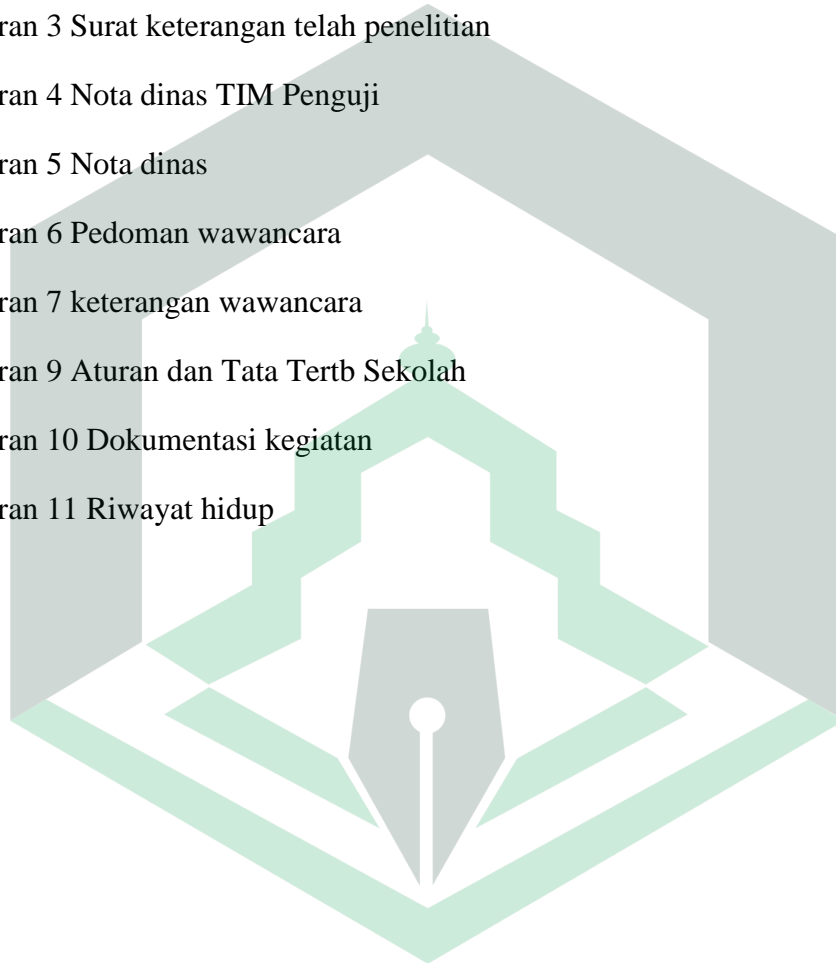 ran 3 Surat keterangan telah penelitian
ran 4 Nota dinas TIM Penguji
ran 5 Nota dinas
ran 6 Pedoman wawancara
ran 7 keterangan wawancara
ran 9 Aturan dan Tata Tertb Sekolah
ran 10 Dokumentasi kegiatan
ran 11 Riwayat hidup